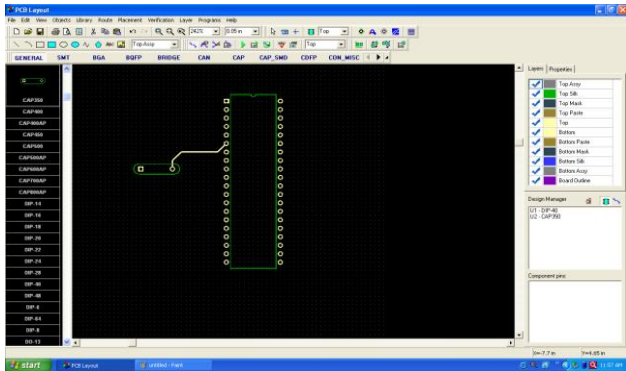 PCB Layout
File Edit View Objects Library Route Placement Verification Layer Programs Help
242% 0.05 in Top
Top Assy Top
GENERAL SMT BGA BQFP BRIDGE CAN CAP CAP_SMD CDFP CON_MISC
CAP350
CAP400
CAP400AP
CAP450
CAP500
CAP500AP
CAP600AP
CAP700AP
CAP800AP
DIP-14
DIP-16
DIP-18
DIP-20
DIP-22
DIP-24
DIP-28
DIP-40
DIP-48
DIP-6
DIP-64
DIP-8
DO-13
Layers Properties
Top Assy
Top Silk
Top Mask
Top Paste
Top
Bottom
Bottom Paste
Bottom Mask
Bottom Silk
Bottom Assy
Board Outline
Design Manager
U1 - DIP-40
U2 - CAP350
Component pins:
X=-7.7 in Y=4.65 in
start PCB Layout untitled - Paint 11:57 AM